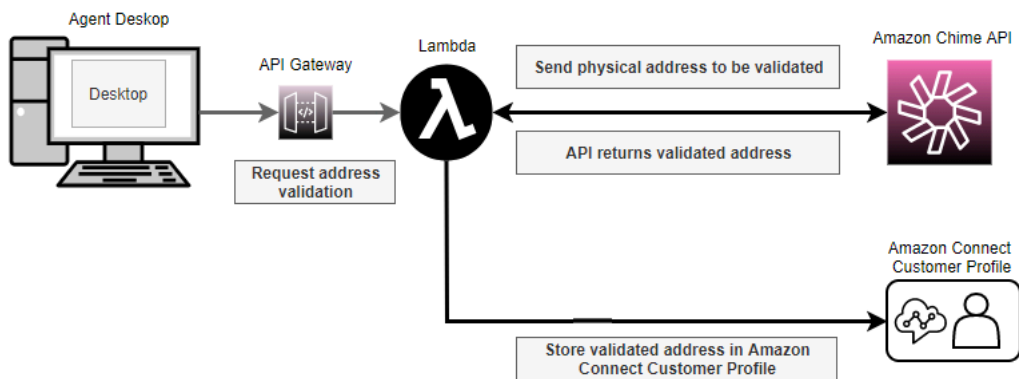 Agent Deskop
Desktop
API Gateway
</>
Request address
validation
Lambda
λ
Send physical address to be validated
API returns validated address
Amazon Chime API
Amazon Connect
Customer Profile
Store validated address in Amazon
Connect Customer Profile